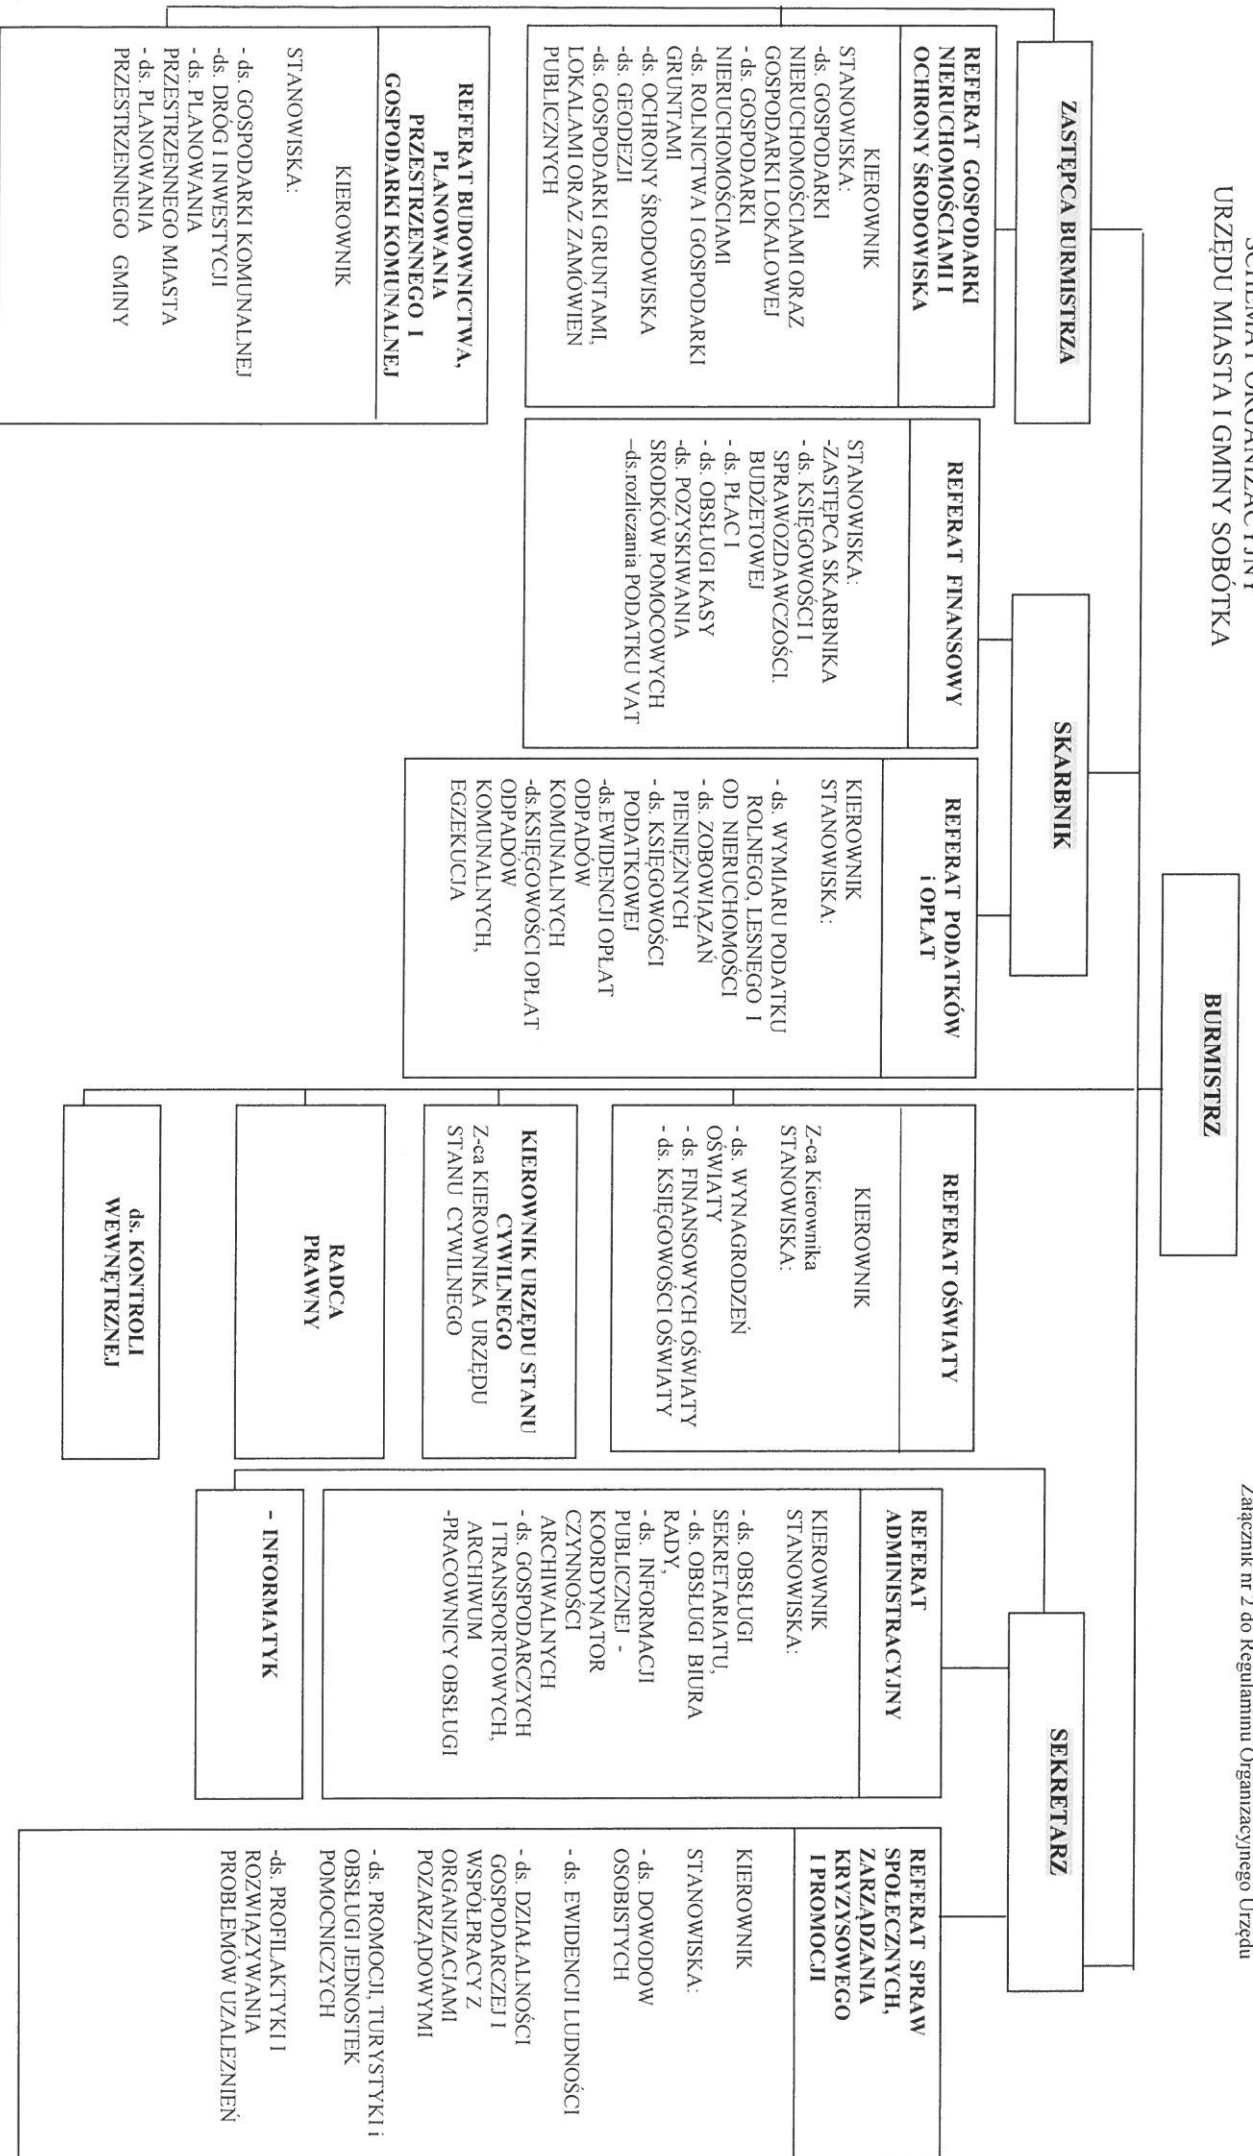 Załącznik nr 2 do Regulaminu Organizacyjnego Urzędu
SCHEMAT ORGANIZACYJNY
URZĘDU MIASTA I GMINY SOBÓTKA
BURMISTRZ
ZASTĘPCA BURMISTRZA
SKARBNIK
SEKRETARZ
REFERAT GOSPODARKI
NIERUCHOMOŚCIAMI I
OCHRONY ŚRODOWISKA
KIEROWNIK
STANOWISKA:
-ds. GOSPODARKI
NIERUCHOMOŚCIAMI ORAZ
GOSPODARKI LOKALOWEJ
- ds. GOSPODARKI
NIERUCHOMOŚCIAMI
-ds. ROLNICTWA I GOSPODARKI
GRUNTAMI
-ds. OCHRONY ŚRODOWISKA
-ds. GEODEZJI
-ds. GOSPODARKI GRUNTAMI,
LOKALAMI ORAZ ZAMÓWIEN
PUBLICZNYCH
REFERAT BUDOWNICTWA,
PLANOWANIA
PRZESTRZENNEGO I
GOSPODARKI KOMUNALNEJ
KIEROWNIK
STANOWISKA:
- ds. GOSPODARKI KOMUNALNEJ
-ds. DRÓG I INWESTYCJI
- ds. PLANOWANIA
PRZESTRZENNEGO MIASTA
- ds. PLANOWANIA
PRZESTRZENNEGO GMINY
REFERAT FINANSOWY
STANOWISKA:
-ZASTĘPCA SKARBNIKA
- ds. KSIĘGOWOŚCI I
SPRAWOZDAWCZOŚCI.
BUDŻETOWEJ
- ds. PŁAC I
- ds. OBSŁUGI KASY
-ds. POZYSKIWANIA
SRODKÓW POMOCOWYCH
–ds.rozliczania PODATKU VAT
REFERAT PODATKÓW
i OPŁAT
KIEROWNIK
STANOWISKA:
- ds. WYMIARU PODATKU
ROLNEGO, LESNEGO I
OD NIERUCHOMOŚCI
- ds. ZOBOWIĄZAŃ
PIENIĘŻNYCH
- ds. KSIĘGOWOŚCI
PODATKOWEJ
-ds.EWIDENCJI OPŁAT
ODPADÓW
KOMUNALNYCH
-ds.KSIĘGOWOŚCI OPŁAT
ODPADÓW
KOMUNALNYCH,
EGZEKUCJA
REFERAT OŚWIATY
KIEROWNIK
Z-ca Kierownika
STANOWISKA:
- ds. WYNAGRODZEŃ
OŚWIATY
- ds. FINANSOWYCH OŚWIATY
- ds. KSIĘGOWOŚCI OŚWIATY
KIEROWNIK URZĘDU STANU
CYWILNEGO
Z-ca KIEROWNIKA URZĘDU
STANU CYWILNEGO
RADCA
PRAWNY
ds. KONTROLI
WEWNĘTRZNEJ
REFERAT
ADMINISTRACYJNY
KIEROWNIK
STANOWISKA:
- ds. OBSŁUGI
SEKRETARIATU,
- ds. OBSŁUGI BIURA
RADY,
- ds. INFORMACJI
PUBLICZNEJ -
KOORDYNATOR
CZYNNOŚCI
ARCHIWALNYCH
- ds. GOSPODARCZYCH
I TRANSPORTOWYCH,
ARCHIWUM
-PRACOWNICY OBSŁUGI
- INFORMATYK
REFERAT SPRAW
SPOŁECZNYCH,
ZARZĄDZANIA
KRYZYSOWEGO
I PROMOCJI
KIEROWNIK
STANOWISKA:
- ds. DOWODOW
OSOBISTYCH
- ds. EWIDENCJI LUDNOŚCI
- ds. DZIAŁALNOŚCI
GOSPODARCZEJ I
WSPÓŁPRACY Z
ORGANIZACJAMI
POZARZĄDOWYMI
- ds. PROMOCJI, TURYSTYKI i
OBSŁUGI JEDNOSTEK
POMOCNICZYCH
-ds. PROFILAKTYKI I
ROZWIĄZYWANIA
PROBLEMÓW UZALEZNIEŃ